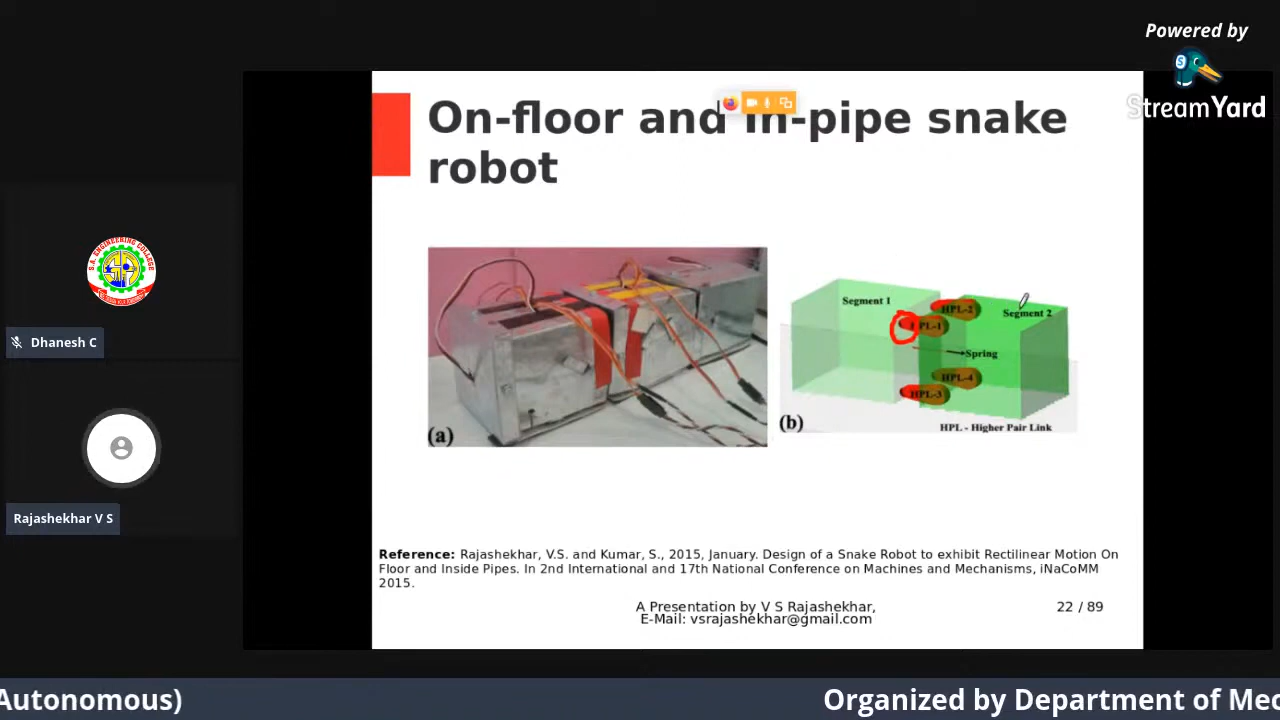 Powered by
S
StreamYard
On-floor and in-pipe snake
robot
S.A. ENGINEERING COLLEGE
Dhanesh C
Rajashekhar V S
(a)
Segment 1
HPL-2
HPL-1
Segment 2
Spring
HPL-4
HPL-3
(b)
HPL - Higher Pair Link
Reference: Rajashekhar, V.S. and Kumar, S., 2015, January. Design of a Snake Robot to exhibit Rectilinear Motion On
Floor and Inside Pipes. In 2nd International and 17th National Conference on Machines and Mechanisms, iNaCoMM
2015.
A Presentation by V S Rajashekhar,
E-Mail: vsrajashekhar@gmail.com
22 / 89
Autonomous)
Organized by Department of Mec